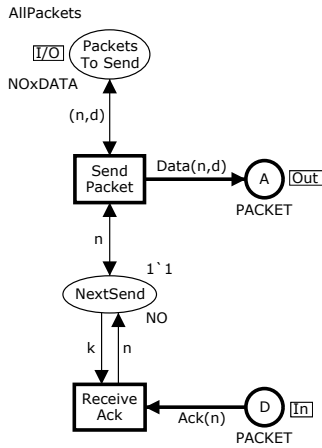 AllPackets
I/O
Packets
To Send
NOxDATA
(n,d)
Send
Packet
Data(n,d)
A
Out
PACKET
n
1`1
NextSend
NO
k
n
Receive
Ack
Ack(n)
D
In
PACKET